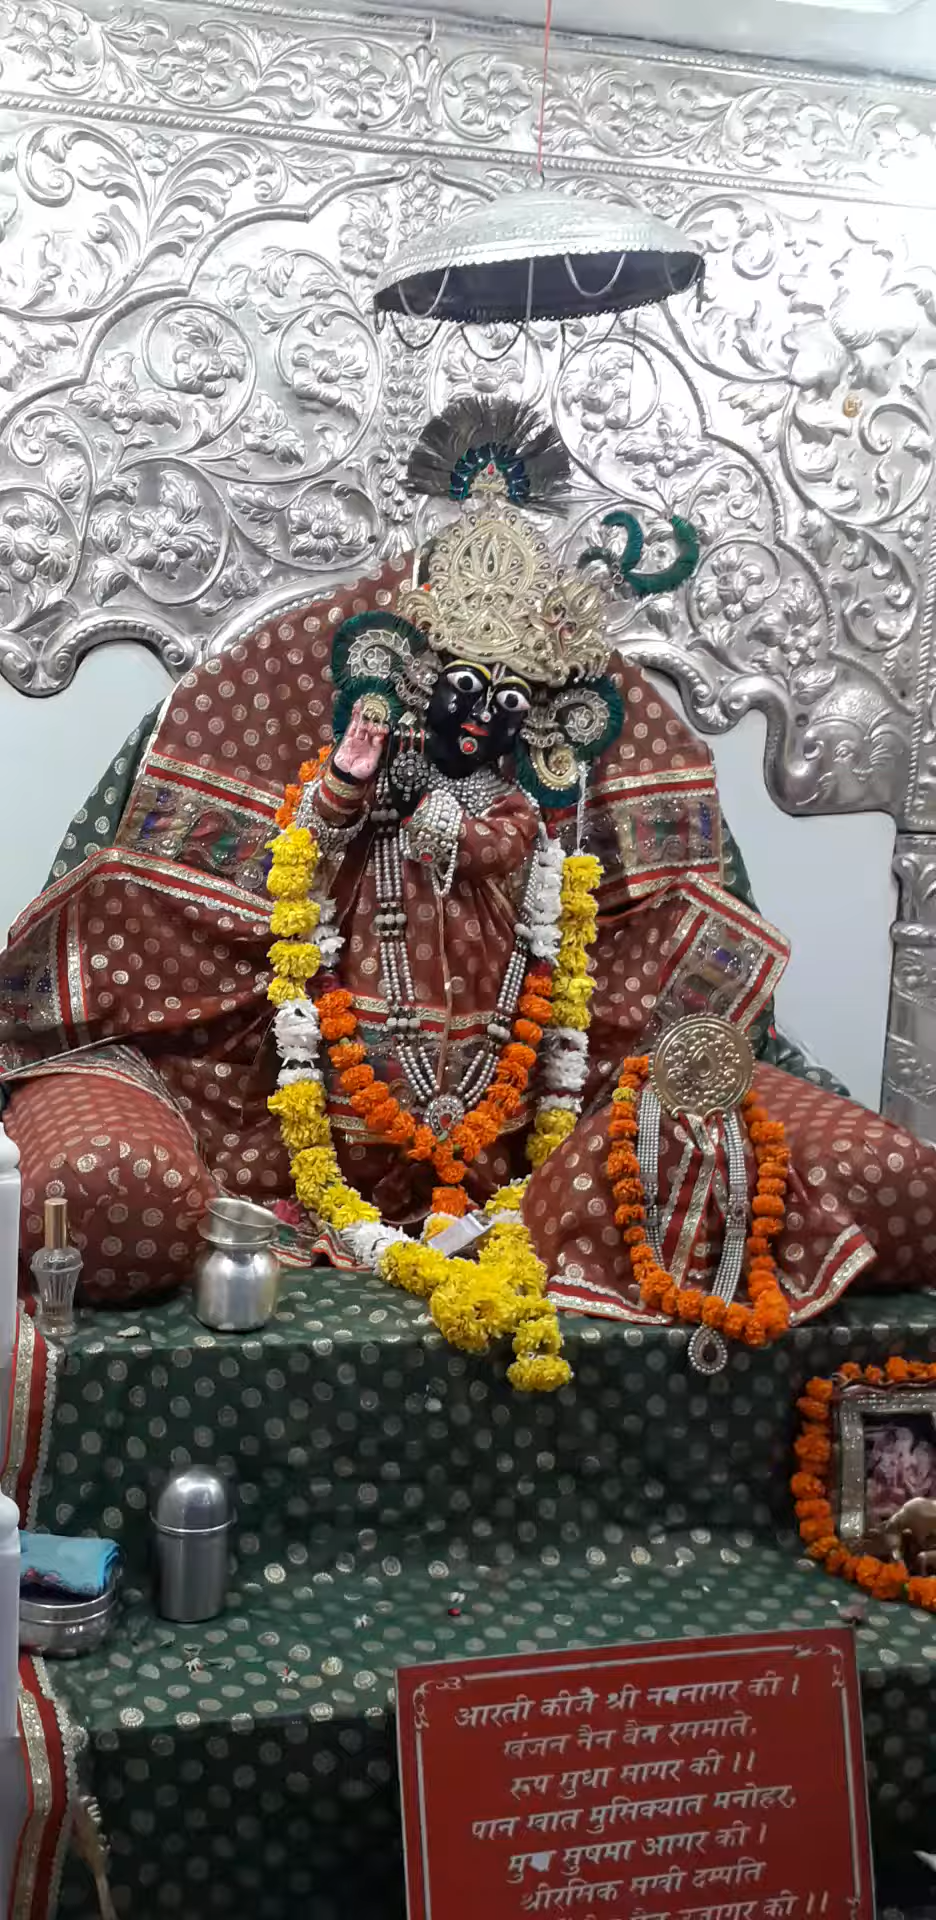 आरती कीजै श्री नवनागर की।
खंजन नैन बैन रसमाते,
रूप सुधा सागर की।।
पान खात मुसिक्यात मनोहर,
मुख सुषमा आगर की।
श्रीरसिक सखी दम्पति
की।।